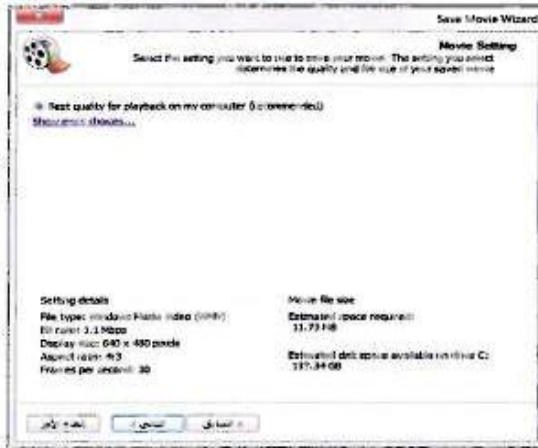 Save Movie Wizard
Movie Setting
Select the setting you want to use to save your movie. The setting you select
determines the quality and file size of your saved movie
Best quality for playback on my computer (recommended)
Show more choices...
Setting details
File type: Windows Media Video (WMV)
Bit rate: 1.1 Mbps
Display size: 640 x 480 pixels
Aspect ratio: 4:3
Frames per second: 30
Movie file size
Estimated space required:
11.73 MB
Estimated disk space available on drive C:
137.34 GB
< السابق
التالي >
إلغاء الأمر